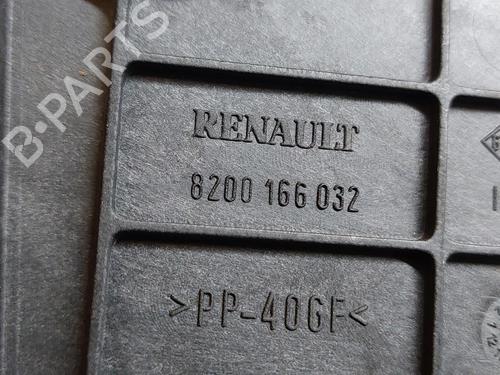 B-PARTS
RENAULT
8200 166 032
>PP-40GF<